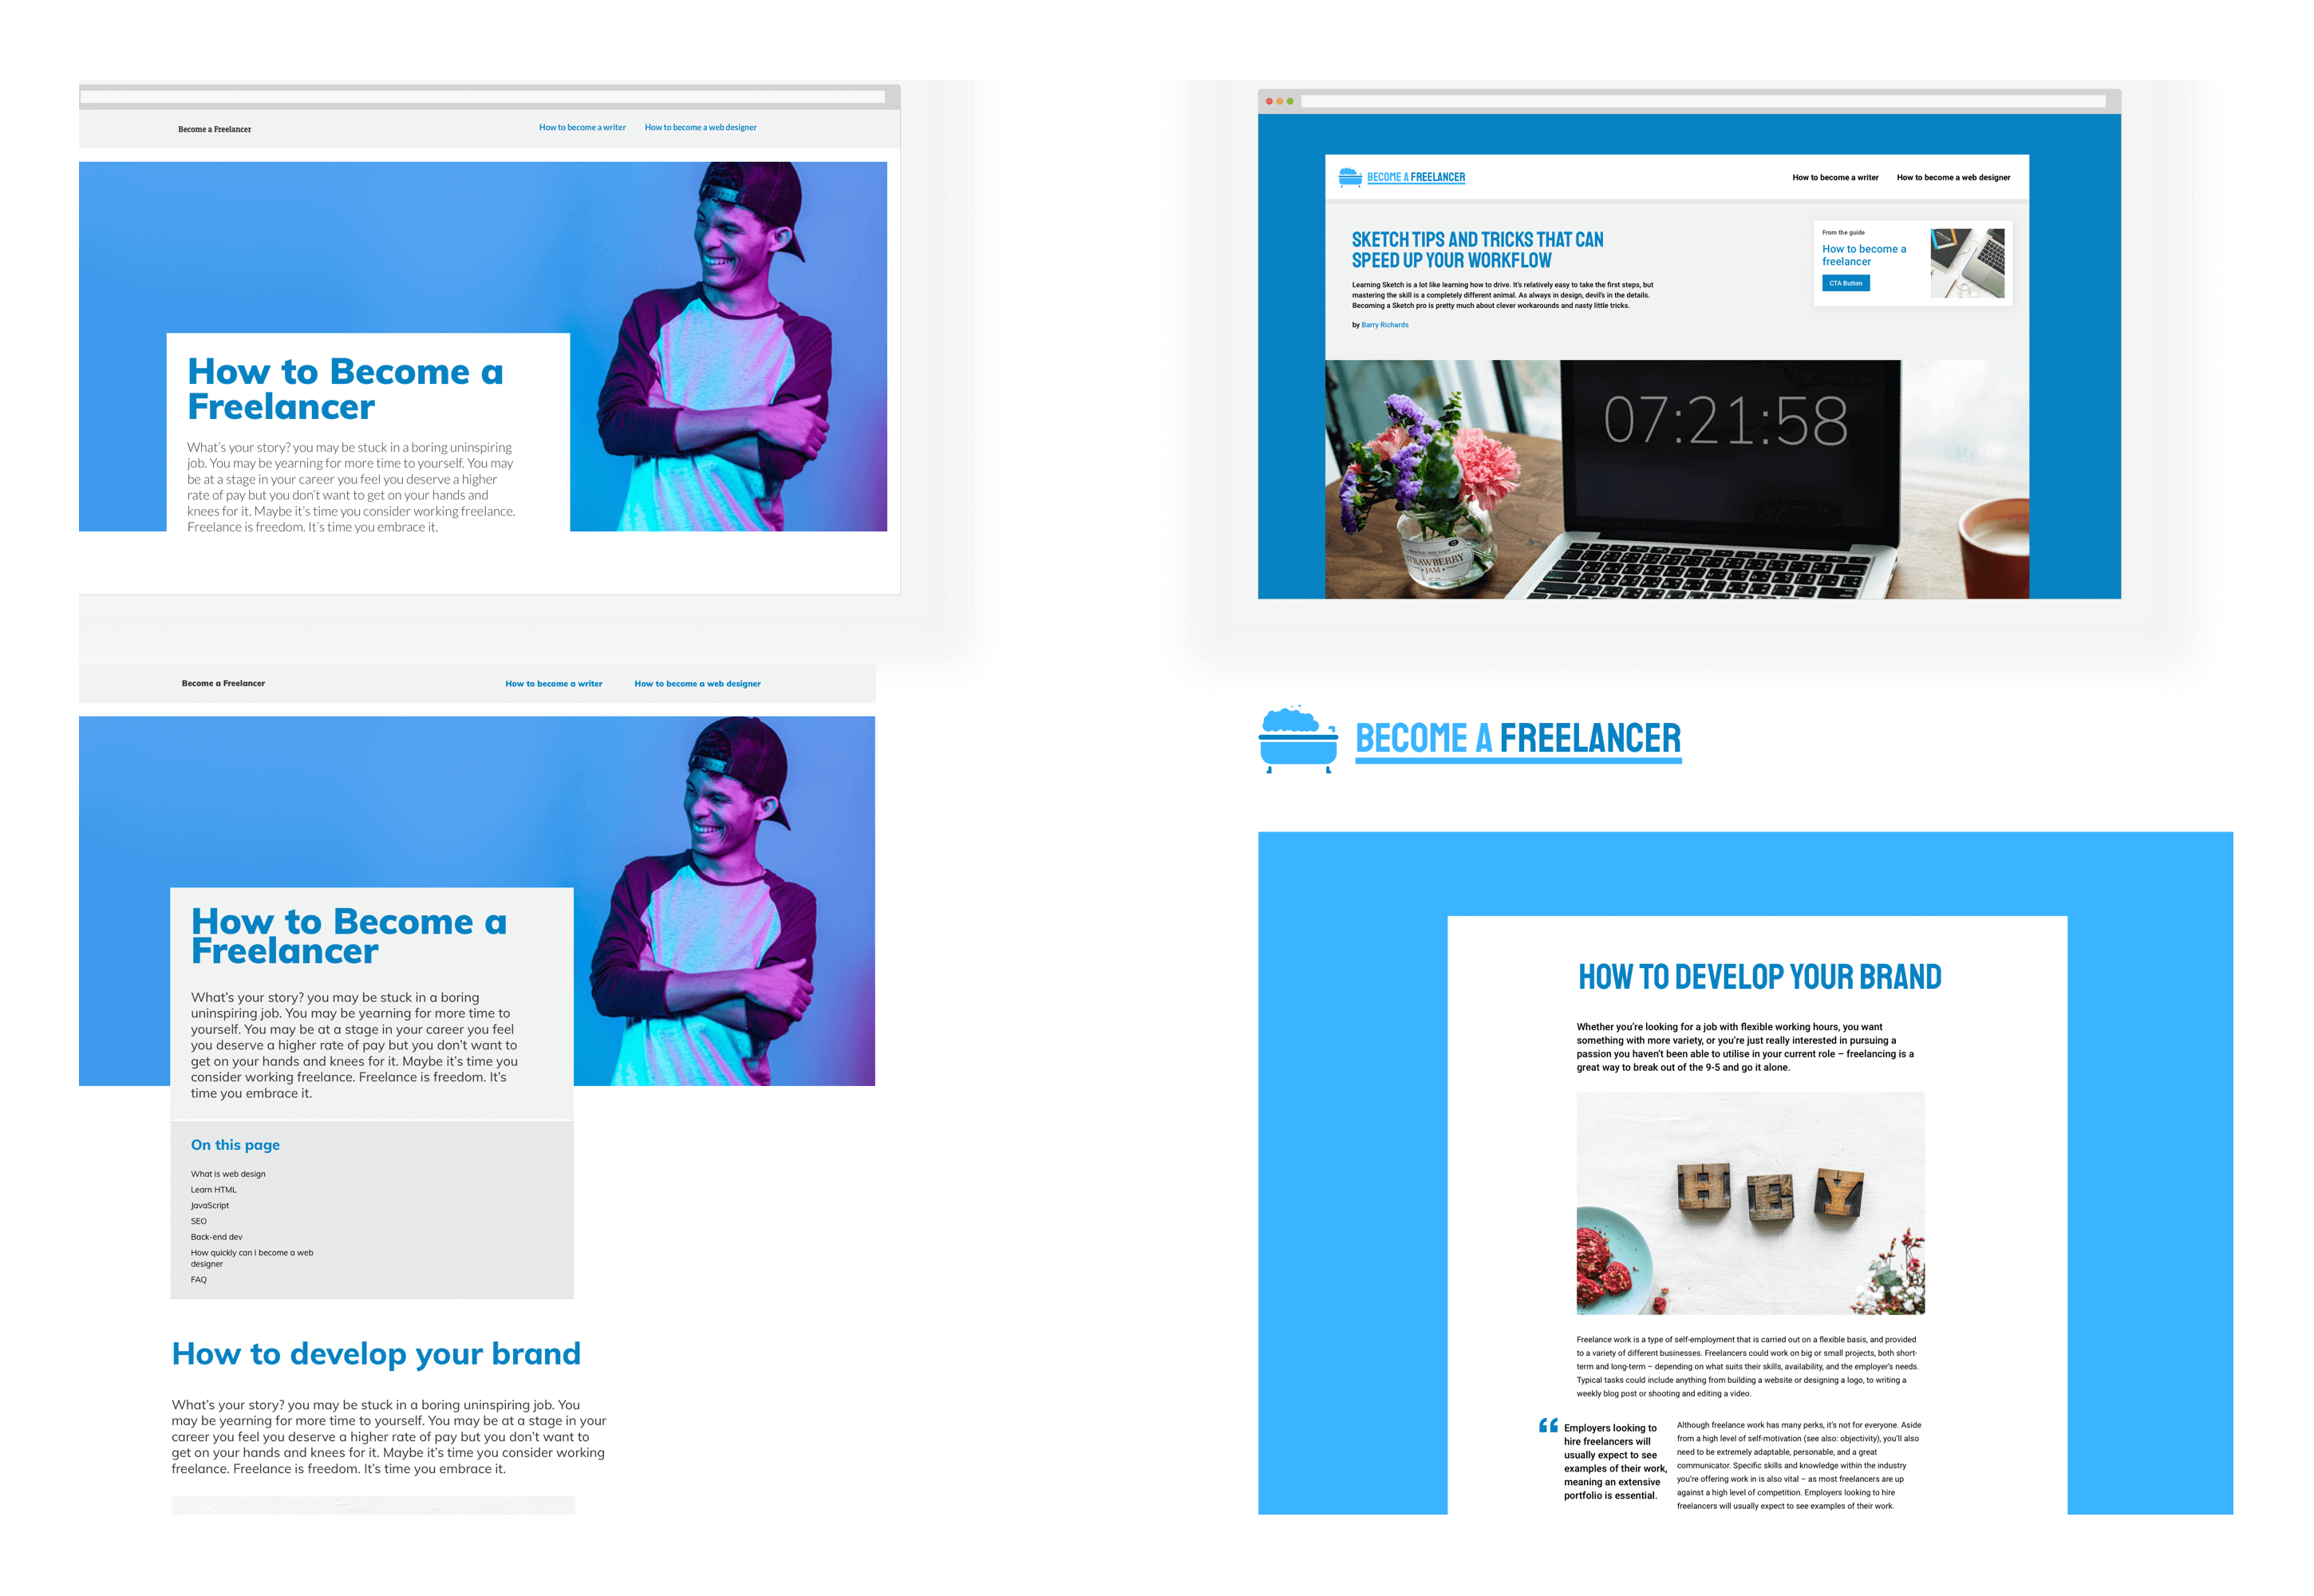 Become a Freelancer
How to become a writer
How to become a web designer
How to Become a
Freelancer
What's your story? you may be stuck in a boring uninspiring
job. You may be yearning for more time to yourself. You may
be at a stage in your career you feel you deserve a higher
rate of pay but you don't want to get on your hands and
knees for it. Maybe it's time you consider working freelance.
Freelance is freedom. It's time you embrace it.
Become a Freelancer
How to become a writer
How to become a web designer
How to Become a
Freelancer
What's your story? you may be stuck in a boring
uninspiring job. You may be yearning for more time to
yourself. You may be at a stage in your career you feel
you deserve a higher rate of pay but you don't want to
get on your hands and knees for it. Maybe it's time you
consider working freelance. Freelance is freedom. It's
time you embrace it.
On this page
What is web design
Learn HTML
JavaScript
SEO
Back-end dev
How quickly can I become a web
designer
FAQ
How to develop your brand
What's your story? you may be stuck in a boring uninspiring job. You
may be yearning for more time to yourself. You may be at a stage in your
career you feel you deserve a higher rate of pay but you don't want to
get on your hands and knees for it. Maybe it's time you consider working
freelance. Freelance is freedom. It's time you embrace it.
BECOME A FREELANCER
How to become a writer
How to become a web designer
SKETCH TIPS AND TRICKS THAT CAN
SPEED UP YOUR WORKFLOW
Learning Sketch is a lot like learning how to drive. It's relatively easy to take the first steps, but
mastering the skill is a completely different animal. As always in design, devil's in the details.
Becoming a Sketch pro is pretty much about clever workarounds and nasty little tricks.
by Barry Richards
From the guide
How to become a
freelancer
CTA Button
07:21:58
STRAWBERRY
JAM
BECOME A FREELANCER
HOW TO DEVELOP YOUR BRAND
Whether you're looking for a job with flexible working hours, you want
something with more variety, or you're just really interested in pursuing a
passion you haven't been able to utilise in your current role – freelancing is a
great way to break out of the 9-5 and go it alone.
HEY
Freelance work is a type of self-employment that is carried out on a flexible basis, and provided
to a variety of different businesses. Freelancers could work on big or small projects, both short-
term and long-term – depending on what suits their skills, availability, and the employer's needs.
Typical tasks could include anything from building a website or designing a logo, to writing a
weekly blog post or shooting and editing a video.
“ Employers looking to
hire freelancers will
usually expect to see
examples of their work,
meaning an extensive
portfolio is essential.
Although freelance work has many perks, it's not for everyone. Aside
from a high level of self-motivation (see also: objectivity), you'll also
need to be extremely adaptable, personable, and a great
communicator. Specific skills and knowledge within the industry
you're offering work in is also vital – as most freelancers are up
against a high level of competition. Employers looking to hire
freelancers will usually expect to see examples of their work.